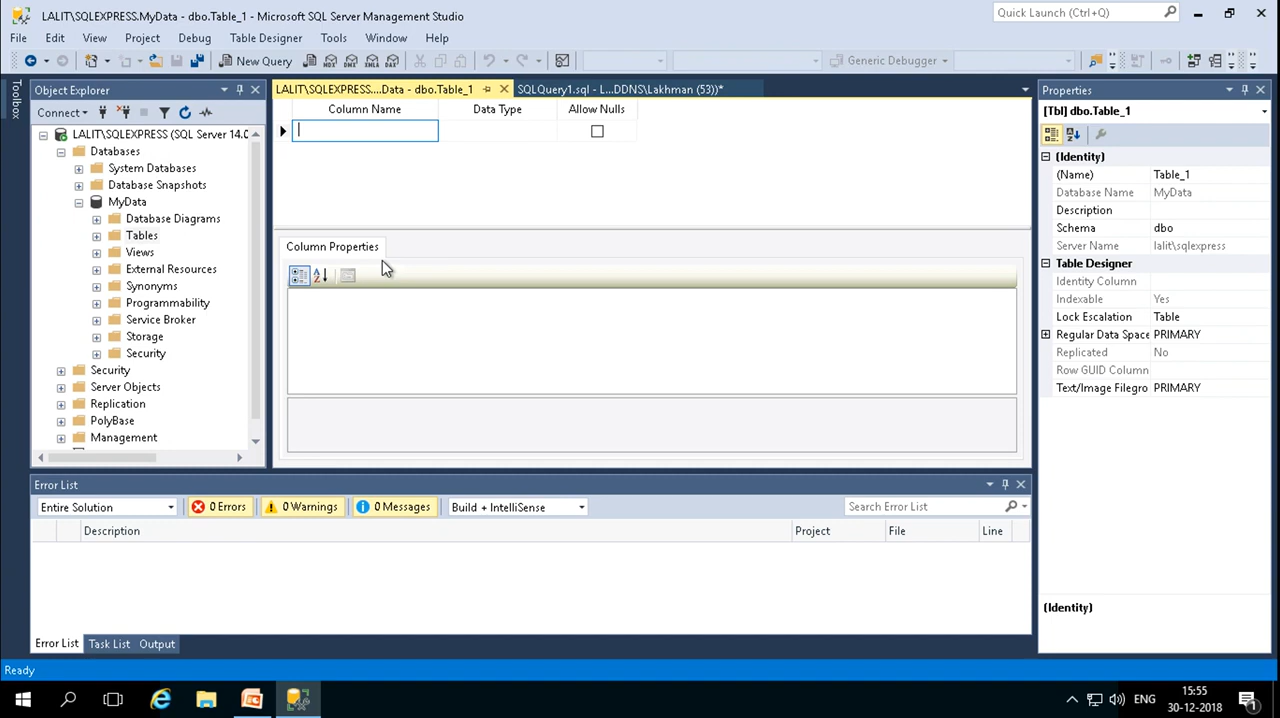 LALIT\SQLEXPRESS.MyData - dbo.Table_1 - Microsoft SQL Server Management Studio
Quick Launch (Ctrl+Q)
File Edit View Project Debug Table Designer Tools Window Help
New Query
MDX DMX XMLA DAX
Generic Debugger
Toolbox
Object Explorer
Connect
LALIT\SQLEXPRESS (SQL Server 14.0
Databases
System Databases
Database Snapshots
MyData
Database Diagrams
Tables
Views
External Resources
Synonyms
Programmability
Service Broker
Storage
Security
Security
Server Objects
Replication
PolyBase
Management
LALIT\SQLEXPRESS....Data - dbo.Table_1
SQLQuery1.sql - L...DDNS\Lakhman (53))*
Column Name Data Type Allow Nulls
Column Properties
Properties
[Tbl] dbo.Table_1
(Identity)
(Name) Table_1
Database Name MyData
Description
Schema dbo
Server Name lalit\sqlexpress
Table Designer
Identity Column
Indexable Yes
Lock Escalation Table
Regular Data Space PRIMARY
Replicated No
Row GUID Column
Text/Image Filegro PRIMARY
(Identity)
Error List
Entire Solution
0 Errors
0 Warnings
0 Messages
Build + IntelliSense
Search Error List
Description Project File Line
Error List Task List Output
Ready
ENG
15:55
30-12-2018
1